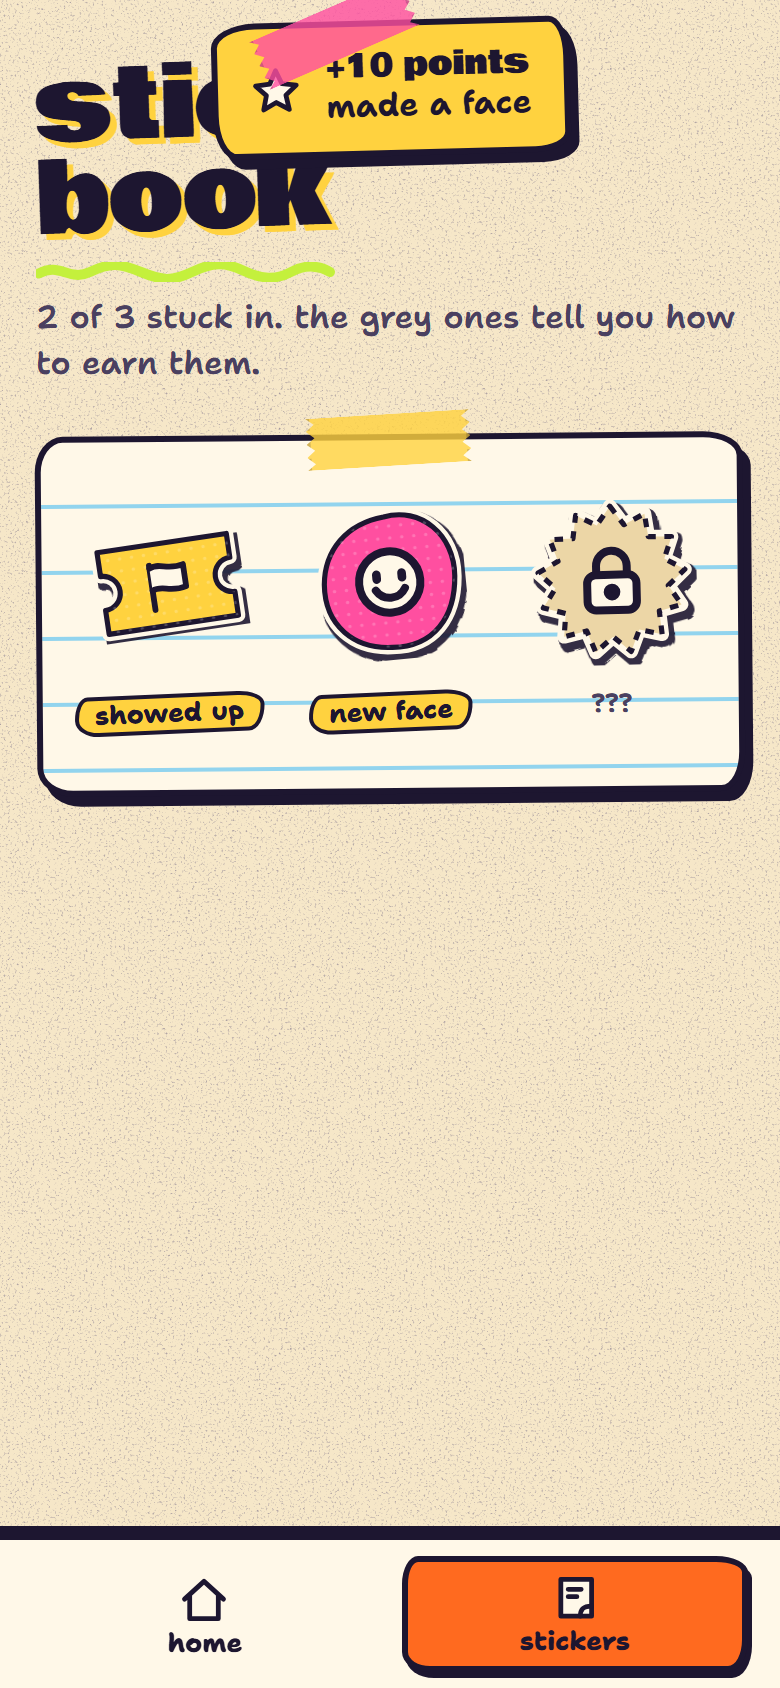 +10 points
made a face
book
2 of 3 stuck in. the grey ones tell you how
to earn them.
showed up
new face
???
home
stickers